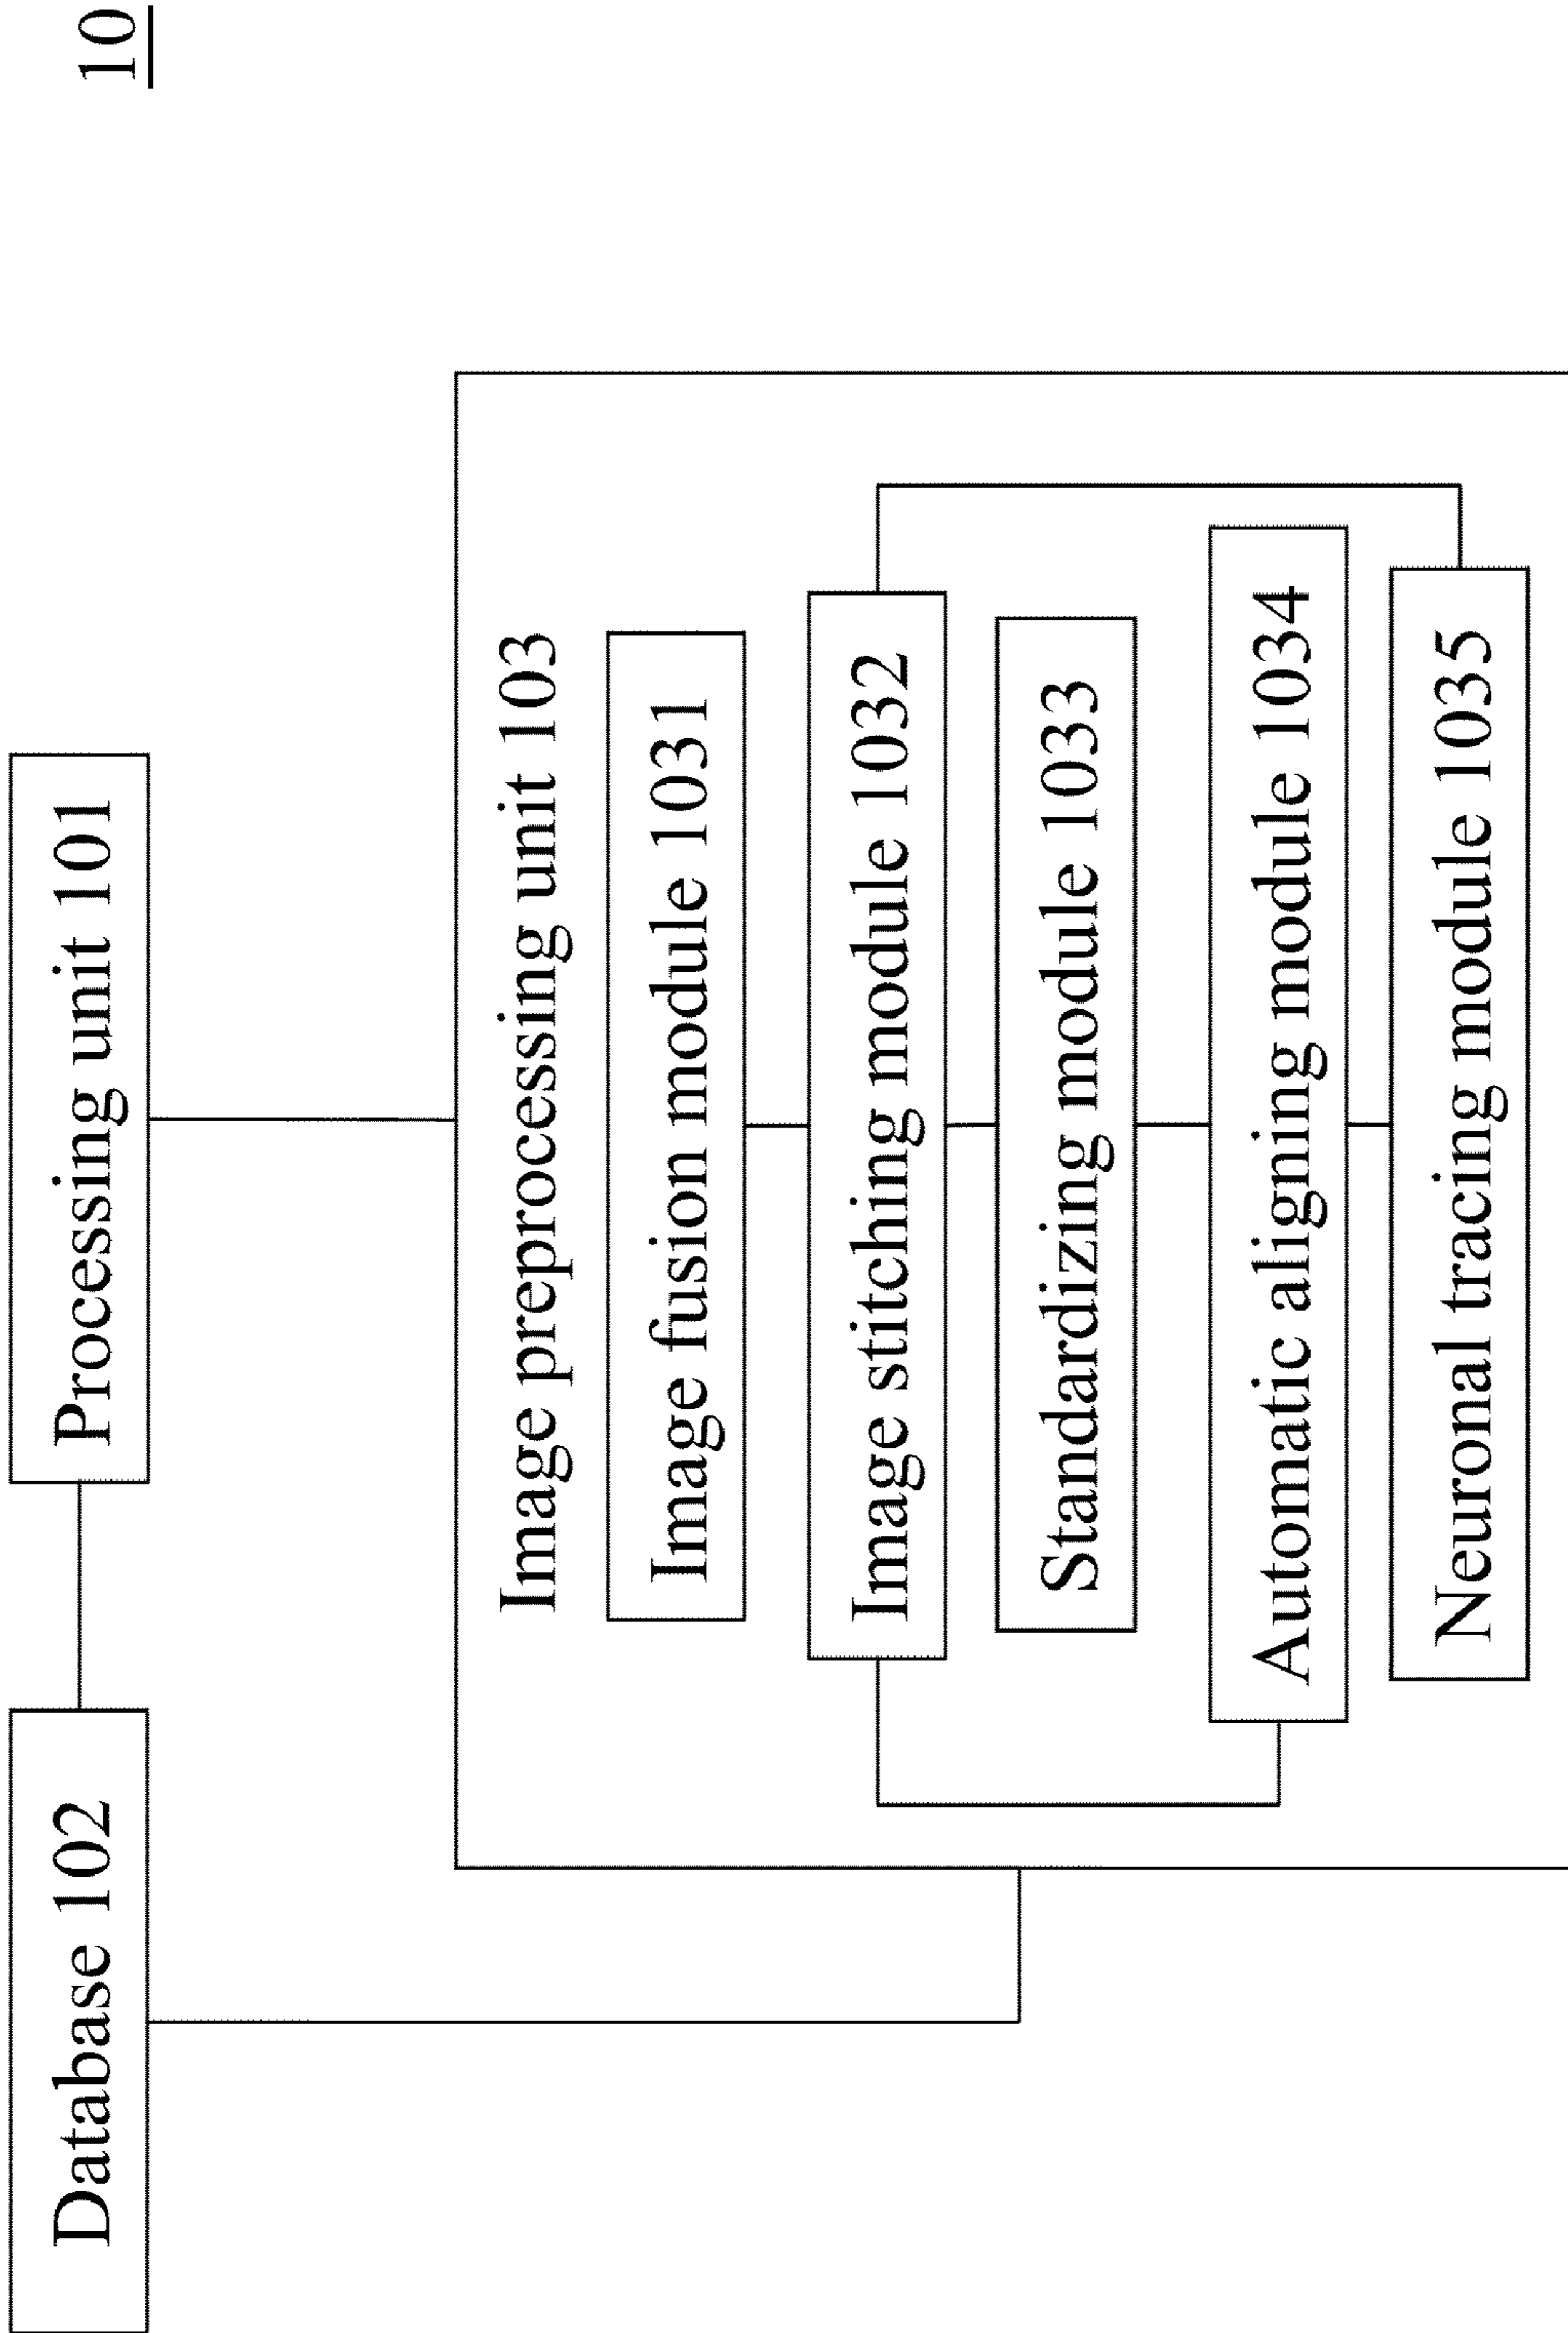 10
Database 102
Processing unit 101
Image preprocessing unit 103
Image fusion module 1031
Image stitching module 1032
Standardizing module 1033
Automatic aligning module 1034
Neuronal tracing module 1035